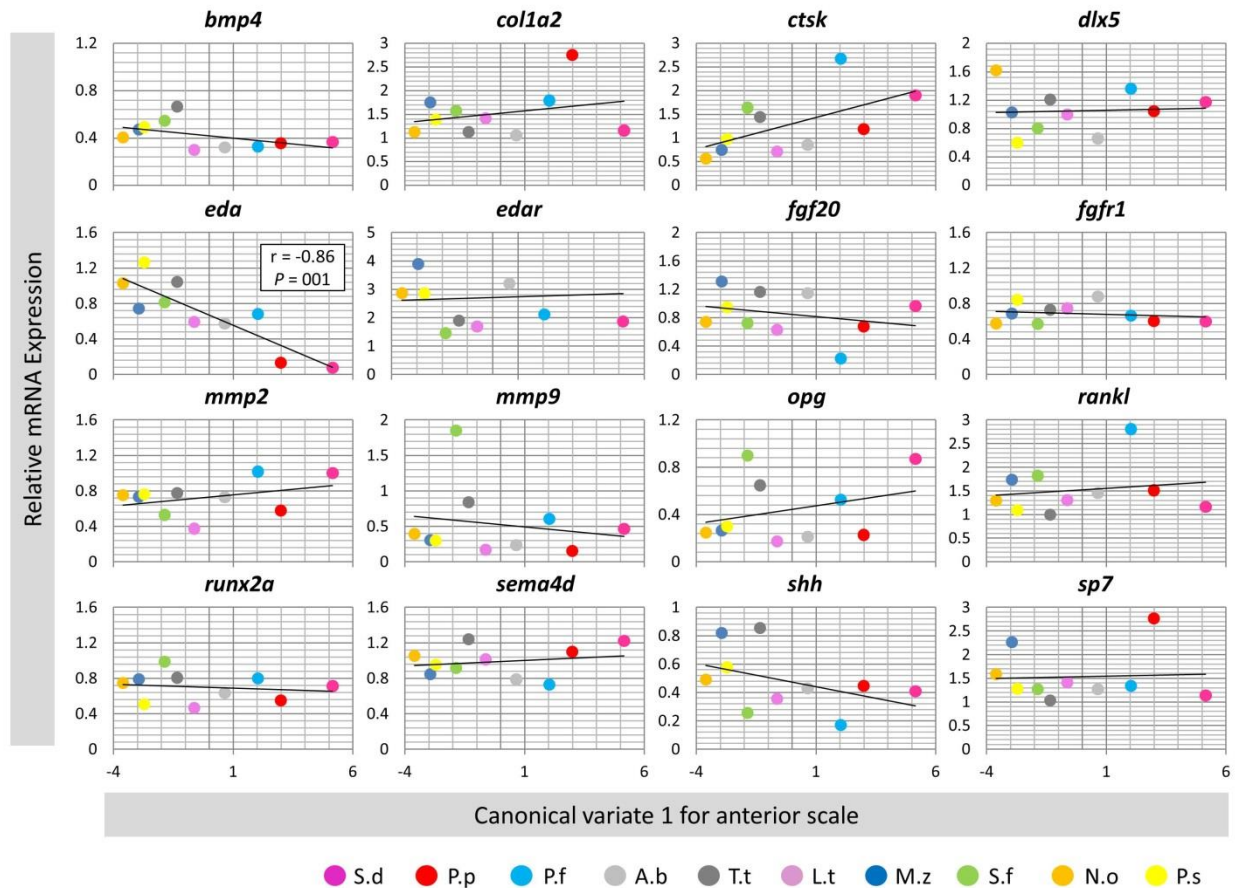 bmp4 col1a2 ctsk dlx5
1.2 3 3 2
2.5 2.5 1.6
0.8 2 2 1.2
1.5 1.5
0.4 1 1 0.8
0.5 0.5 0.4
0 0 0 0
eda edar fgf20 fgfr1
1.6 5 2 1.6
r = -0.86
P = 001
1.2 4 1.6 1.2
3 1.2
0.8 2 0.8 0.8
0.4 1 0.4 0.4
0 0 0 0
Relative mRNA Expression
mmp2 mmp9 opg rankl
1.6 2 1.2 3
2.5
1.2 1.5 0.8 2
0.8 1 1.5
0.4 0.5 0.4 1
0.5
0 0 0 0
runx2a sema4d shh sp7
1.6 1.6 1 3
1.2 1.2 0.8 2.5
2
0.8 0.8 0.6 1.5
0.4 0.4 0.4 1
0.2 0.5
0 0 0 0
-4 1 6 -4 1 6 -4 1 6 -4 1 6
Canonical variate 1 for anterior scale
S.d P.p P.f A.b T.t L.t M.z S.f N.o P.s